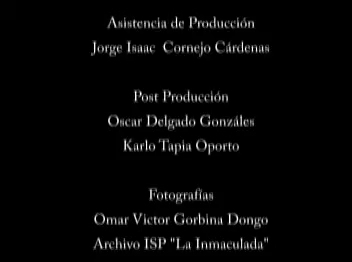 Asistencia de Producción
Jorge Isaac Cornejo Cárdenas
Post Producción
Oscar Delgado Gonzáles
Karlo Tapia Oporto
Fotografías
Omar Victor Gorbina Dongo
Archivo ISP "La Inmaculada"